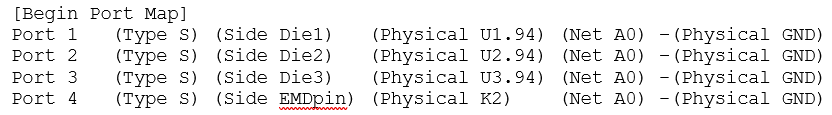 [Begin Port Map]
Port 1 (Type S) (Side Die1) (Physical U1.94) (Net A0) -(Physical GND)
Port 2 (Type S) (Side Die2) (Physical U2.94) (Net A0) -(Physical GND)
Port 3 (Type S) (Side Die3) (Physical U3.94) (Net A0) -(Physical GND)
Port 4 (Type S) (Side EMDpin) (Physical K2) (Net A0) -(Physical GND)